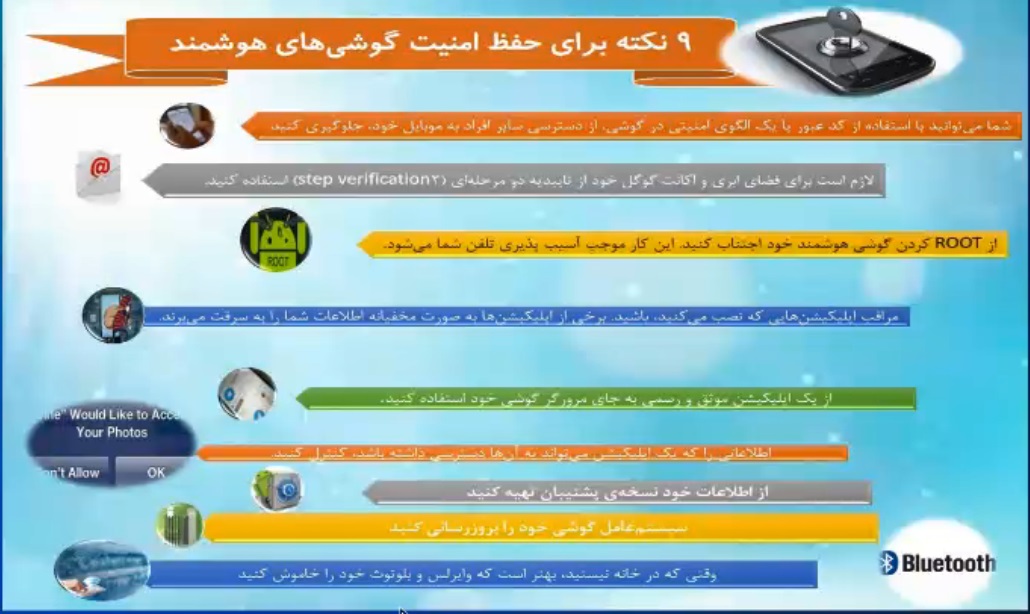 ۹ نکته برای حفظ امنیت گوشی‌های هوشمند
شما می‌توانید با استفاده از کد عبور یا یک الگوی امنیتی در گوشی، از دسترسی سایر افراد به موبایل خود، جلوگیری کنید
@
لازم است برای فضای ابری و اکانت گوگل خود از تاییدیه دو مرحله‌ای (۲step verification) استفاده کنید.
از ROOT کردن گوشی هوشمند خود اجتناب کنید. این کار موجب آسیب پذیری تلفن شما می‌شود.
ROOT
مراقب اپلیکیشن‌هایی که نصب می‌کنید، باشید. برخی از اپلیکیشن‌ها به صورت مخفیانه اطلاعات شما را به سرقت می‌برند.
از یک اپلیکیشن موثق و رسمی به جای مرورگر گوشی خود استفاده کنید.
" Would Like to Acce
Your Photos
n't Allow OK
اطلاعاتی را که یک اپلیکیشن می‌تواند به آن‌ها دسترسی داشته باشد، کنترل کنید.
از اطلاعات خود نسخه‌ی پشتیبان تهیه کنید
سیستم‌عامل گوشی خود را بروزرسانی کنید
Bluetooth
وقتی که در خانه نیستید، بهتر است که وایرلس و بلوتوث خود را خاموش کنید